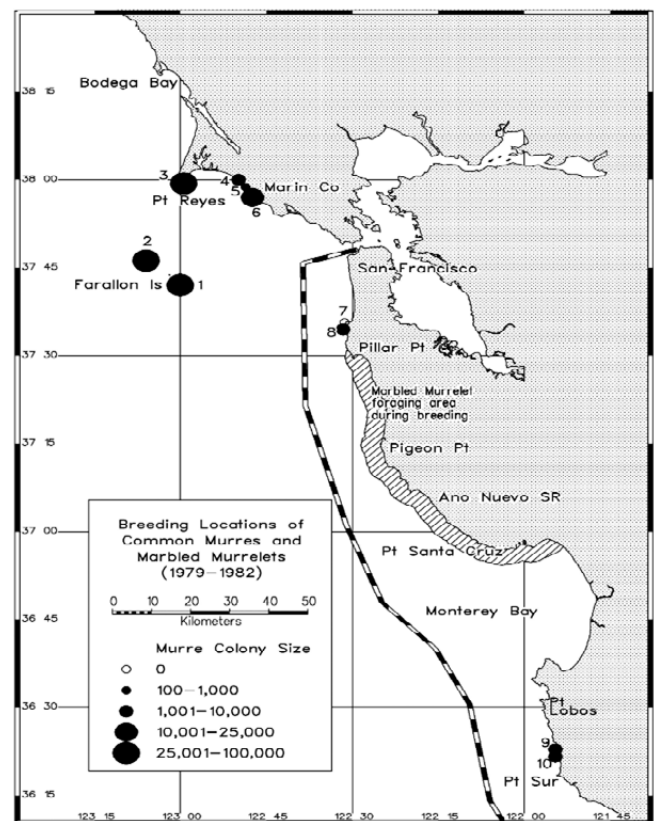 Bodega Bay
38 15
38 00
3
4
5
Marin Co
6
Pt Reyes
2
37 45
Farallon Is
1
San Francisco
7
8
Pillar Pt
37 30
Marbled Murrelet
foraging area
during breeding
37 15
Pigeon Pt
Ano Nuevo SR
37 00
Pt Santa Cruz
Breeding Locations of
Common Murres and
Marbled Murrelets
(1979-1982)
0 10 20 30 40 50
Kilometers
Murre Colony Size
0
100-1,000
1,001-10,000
10,001-25,000
25,001-100,000
36 45
Monterey Bay
36 30
Pt
Lobos
9
10
Pt Sur
36 15
123 15
123 00
122 45
122 30
122 15
122 00
121 45